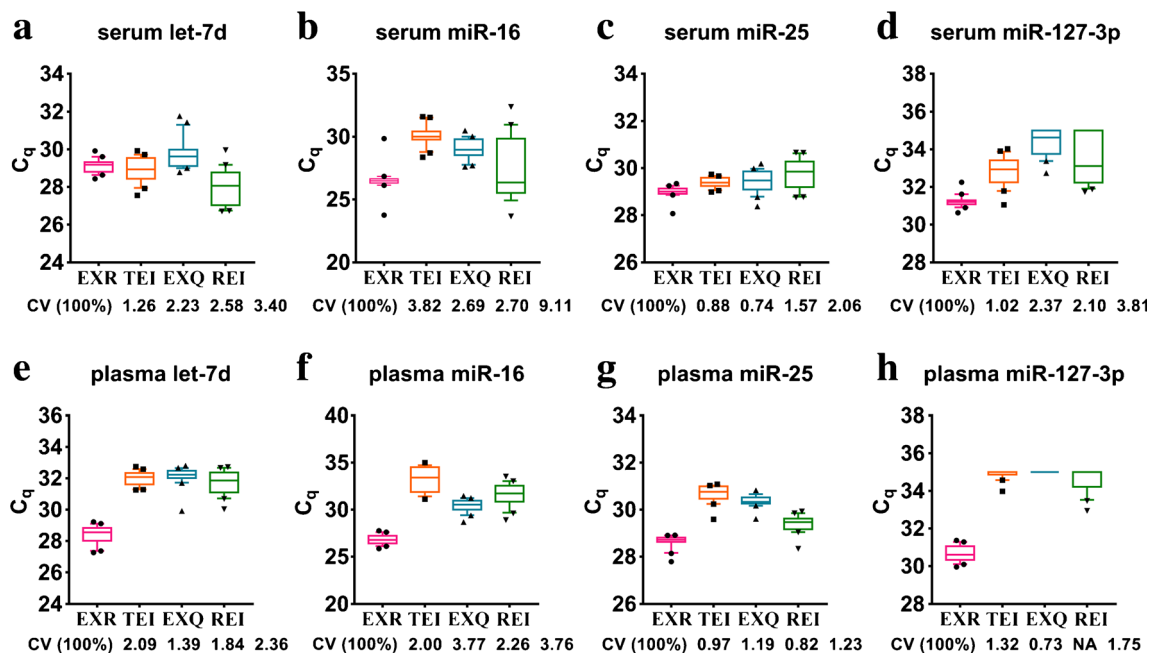 a serum let-7d b serum miR-16 c serum miR-25 d serum miR-127-3p
34 35 34 38
32 32 36
30 30 30 34
28 28 32
26 25 28 30
24 20 26 28
Cq Cq Cq Cq
EXR TEI EXQ REI EXR TEI EXQ REI EXR TEI EXQ REI EXR TEI EXQ REI
CV (100%) 1.26 2.23 2.58 3.40 CV (100%) 3.82 2.69 2.70 9.11 CV (100%) 0.88 0.74 1.57 2.06 CV (100%) 1.02 2.37 2.10 3.81
e plasma let-7d f plasma miR-16 g plasma miR-25 h plasma miR-127-3p
36 40 34 38
34 35 32 35
32 30
30 30 30
28 25 28
26
24 20 26 28
Cq Cq Cq Cq
EXR TEI EXQ REI EXR TEI EXQ REI EXR TEI EXQ REI EXR TEI EXQ REI
CV (100%) 2.09 1.39 1.84 2.36 CV (100%) 2.00 3.77 2.26 3.76 CV (100%) 0.97 1.19 0.82 1.23 CV (100%) 1.32 0.73 NA 1.75